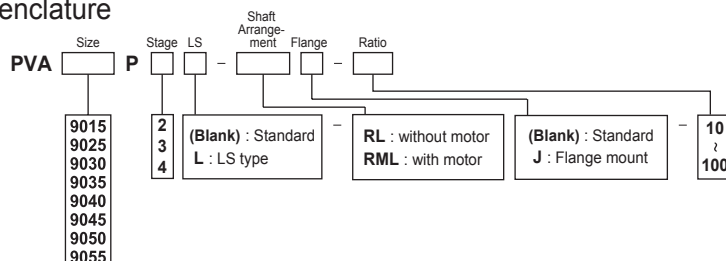 enclature
Size Stage LS Shaft Arrange- ment Flange Ratio
PVA P – –
9015
9025
9030
9035
9040
9045
9050
9055
2
3
4
(Blank) : Standard
L : LS type
–
RL : without motor
RML : with motor
(Blank) : Standard
J : Flange mount
–
10
~
100